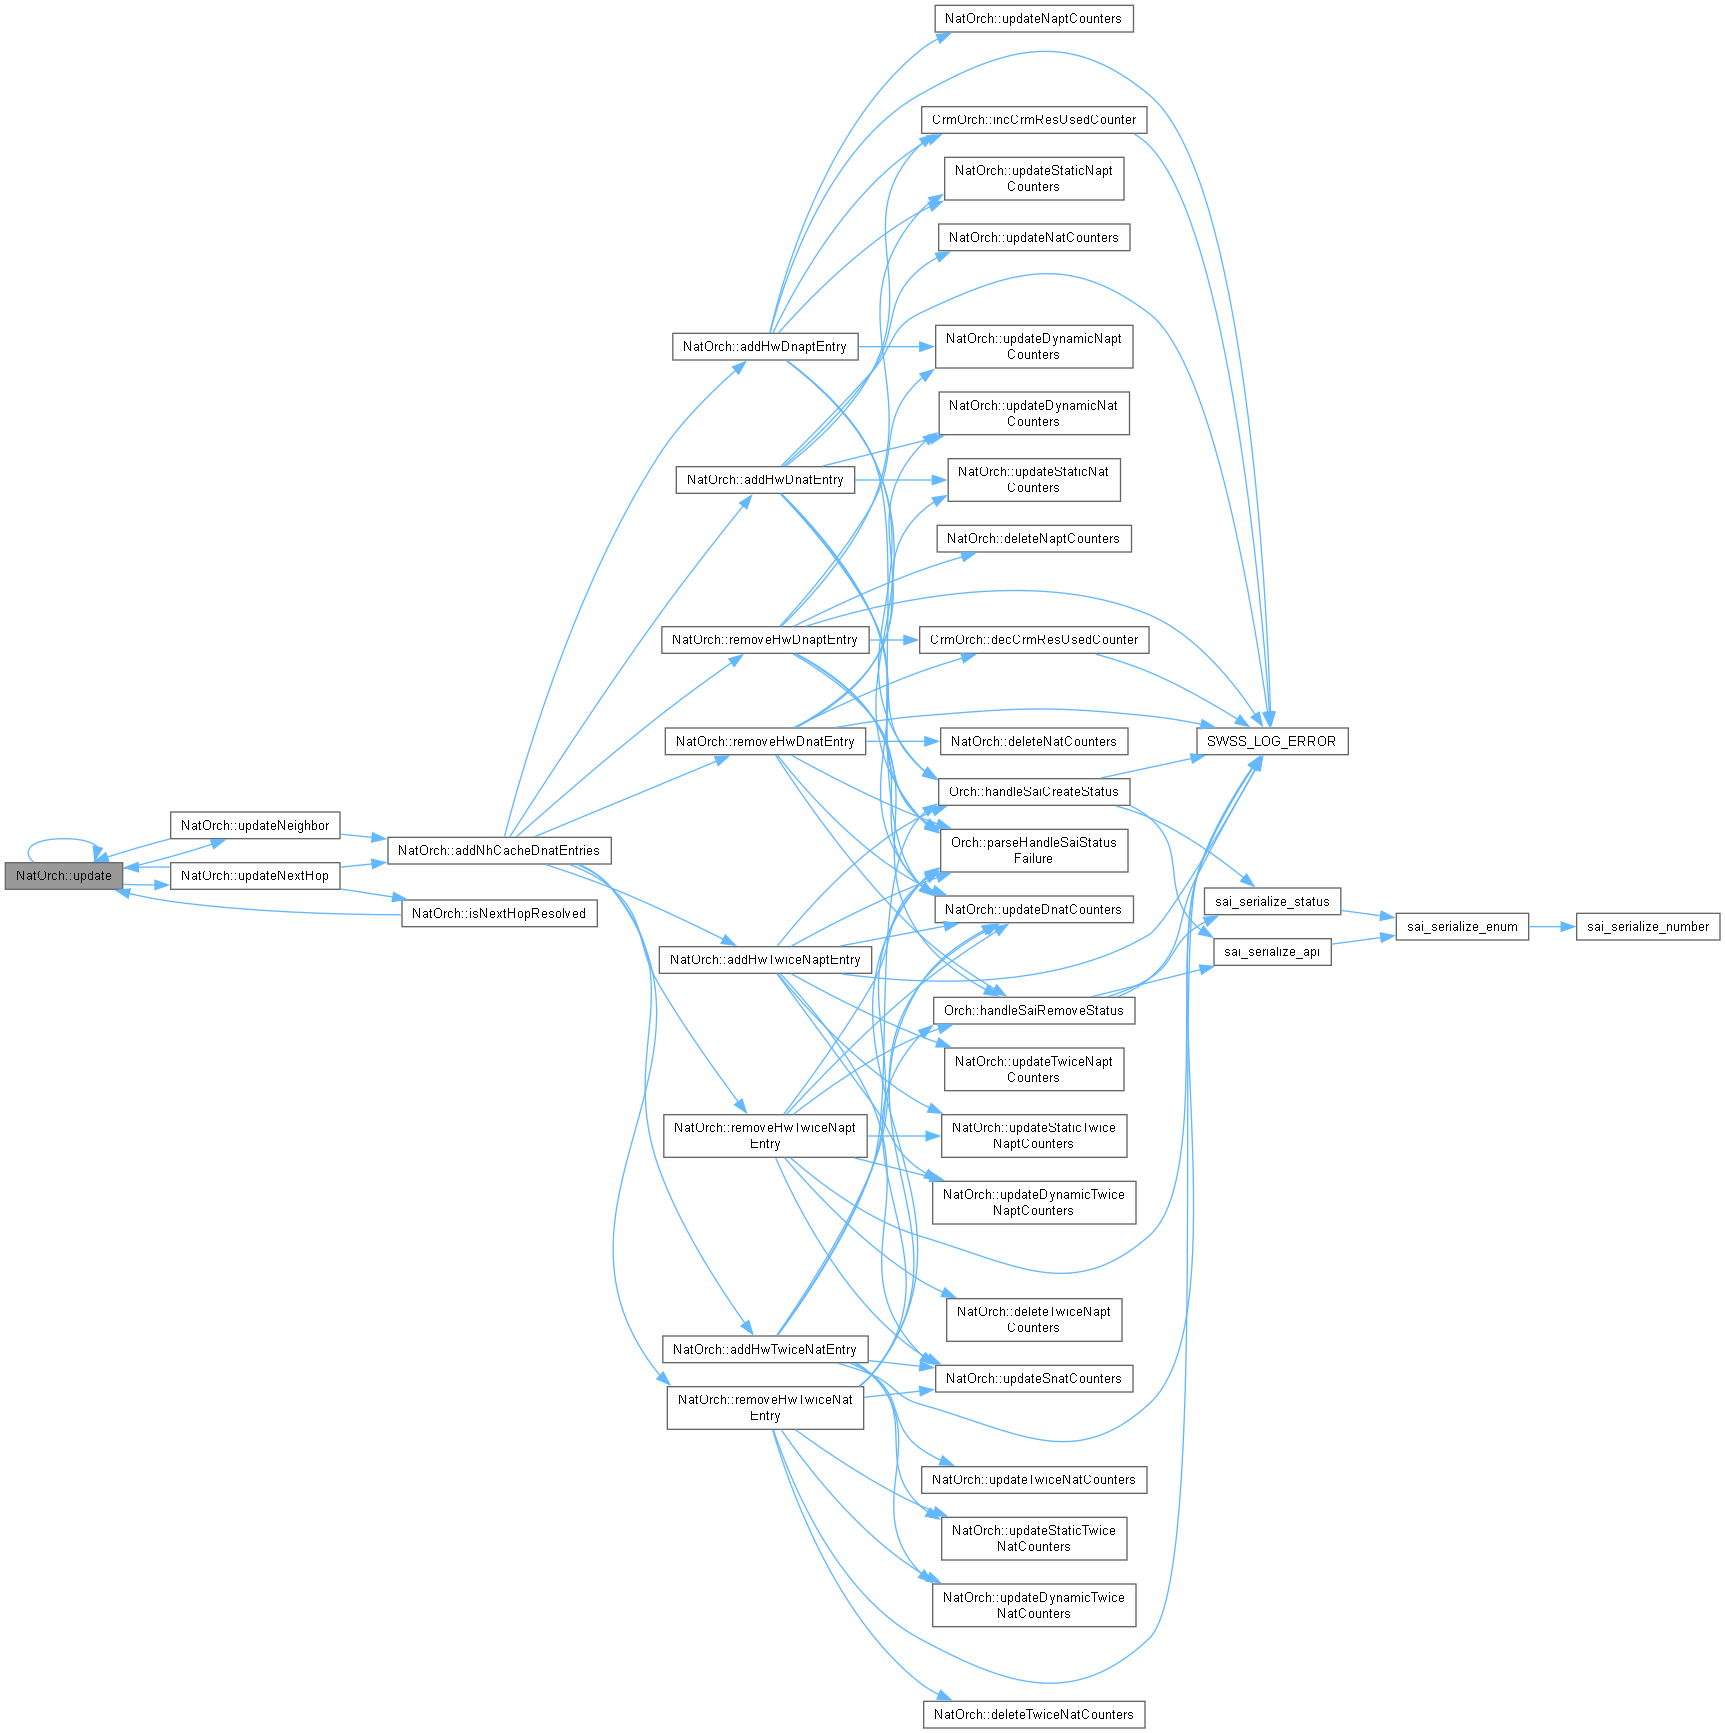 NatOrch::update
NatOrch::updateNeighbor
NatOrch::updateNextHop
NatOrch::addNhCacheDnatEntries
NatOrch::isNextHopResolved
NatOrch::addHwDnaptEntry
NatOrch::addHwDnatEntry
NatOrch::removeHwDnaptEntry
NatOrch::removeHwDnatEntry
NatOrch::addHwTwiceNaptEntry
NatOrch::removeHwTwiceNapt
Entry
NatOrch::addHwTwiceNatEntry
NatOrch::removeHwTwiceNat
Entry
NatOrch::updateNaptCounters
CrmOrch::incCrmResUsedCounter
NatOrch::updateStaticNapt
Counters
NatOrch::updateNatCounters
NatOrch::updateDynamicNapt
Counters
NatOrch::updateDynamicNat
Counters
NatOrch::updateStaticNat
Counters
NatOrch::deleteNaptCounters
CrmOrch::decCrmResUsedCounter
NatOrch::deleteNatCounters
Orch::handleSaiCreateStatus
Orch::parseHandleSaiStatus
Failure
NatOrch::updateDnatCounters
Orch::handleSaiRemoveStatus
NatOrch::updateTwiceNapt
Counters
NatOrch::updateStaticTwice
NaptCounters
NatOrch::updateDynamicTwice
NaptCounters
NatOrch::deleteTwiceNapt
Counters
NatOrch::updateSnatCounters
NatOrch::updateTwiceNatCounters
NatOrch::updateStaticTwice
NatCounters
NatOrch::updateDynamicTwice
NatCounters
NatOrch::deleteTwiceNatCounters
SWSS_LOG_ERROR
sai_serialize_status
sai_serialize_api
sai_serialize_enum
sai_serialize_number